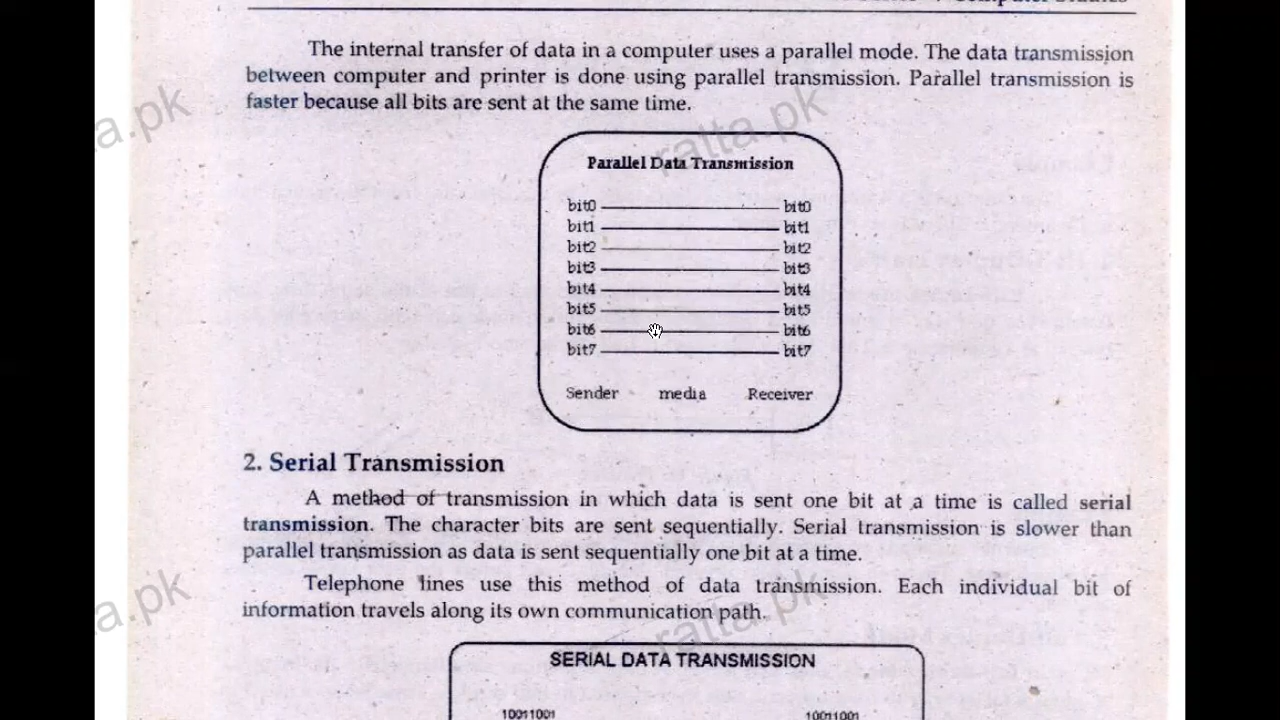 The internal transfer of data in a computer uses a parallel mode. The data transmission
between computer and printer is done using parallel transmission. Parallel transmission is
faster because all bits are sent at the same time.
ratta.pk
Parallel Data Transmission
bit0 bit0
bit1 bit1
bit2 bit2
bit3 bit3
bit4 bit4
bit5 bit5
bit6 bit6
bit7 bit7
Sender media Receiver
2. Serial Transmission
A method of transmission in which data is sent one bit at a time is called serial
transmission. The character bits are sent sequentially. Serial transmission is slower than
parallel transmission as data is sent sequentially one bit at a time.
Telephone lines use this method of data transmission. Each individual bit of
information travels along its own communication path.
ta.pk
ratta.pk
SERIAL DATA TRANSMISSION
10011001 10011001